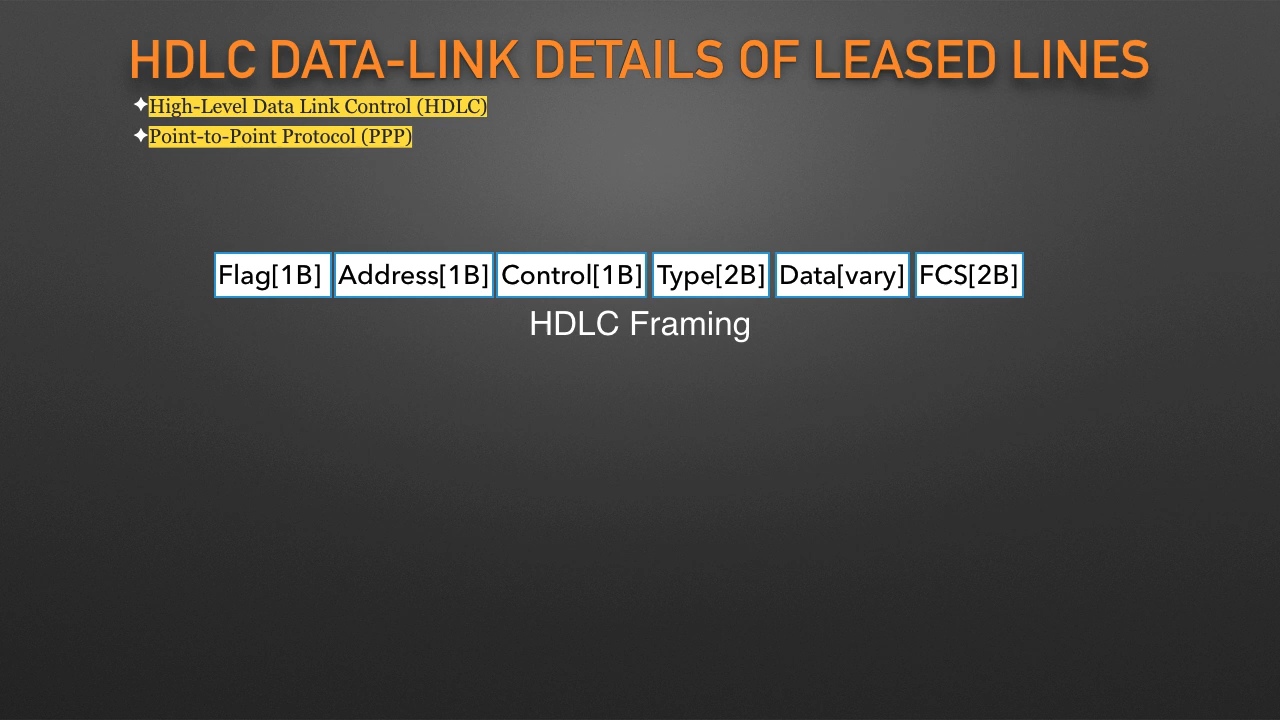 HDLC DATA-LINK DETAILS OF LEASED LINES
✦High-Level Data Link Control (HDLC)
✦Point-to-Point Protocol (PPP)
Flag[1B] Address[1B] Control[1B] Type[2B] Data[vary] FCS[2B]
HDLC Framing